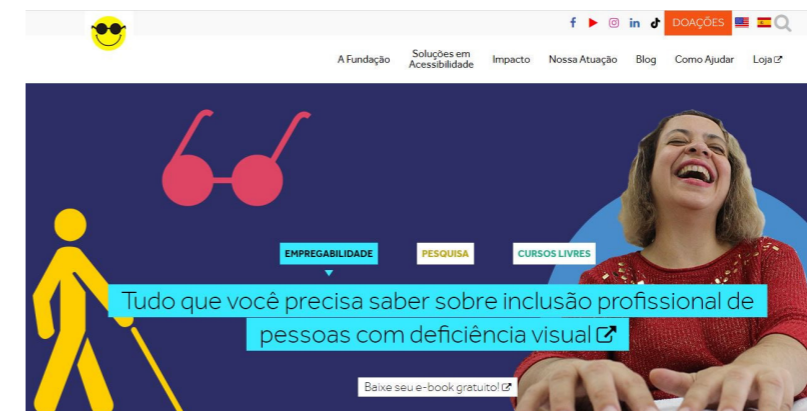 DOAÇÕES
A Fundação
Soluções em
Acessibilidade
Impacto
Nossa Atuação
Blog
Como Ajudar
Loja
EMPREGABILIDADE
PESQUISA
CURSOS LIVRES
Tudo que você precisa saber sobre inclusão profissional de
pessoas com deficiência visual
Baixe seu e-book gratuito!